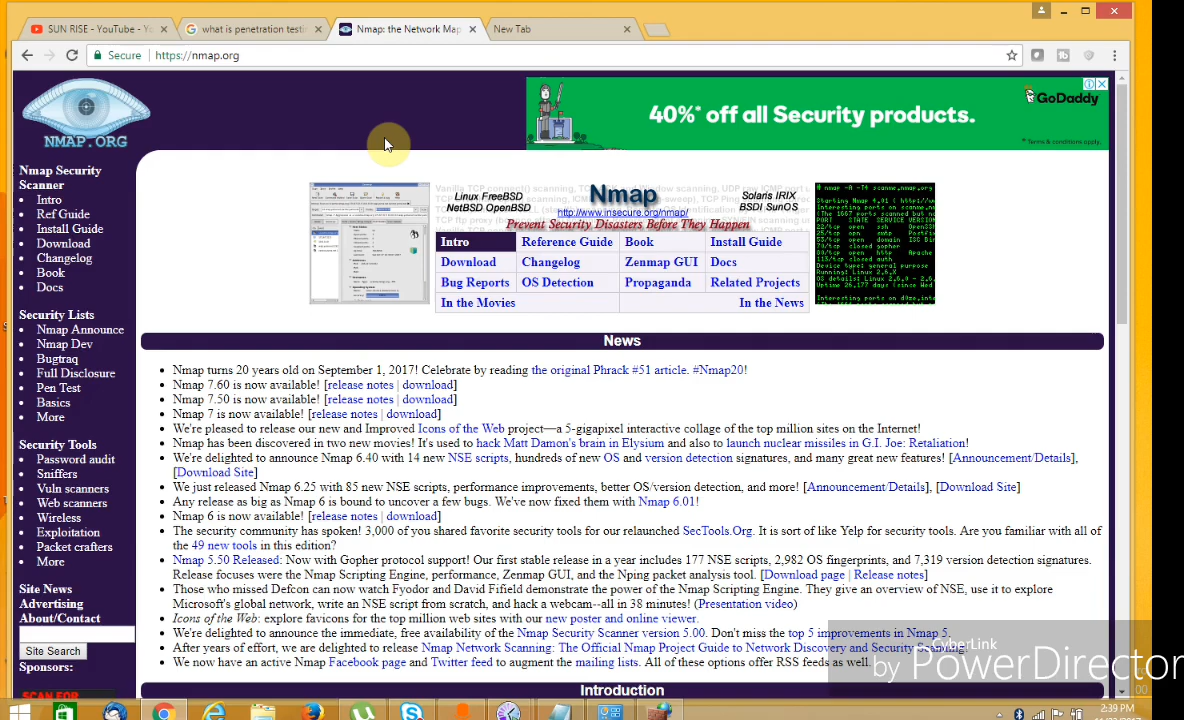 SUN RISE - YouTube - Yo
what is penetration testin
Nmap: the Network Map
New Tab
Secure
https://nmap.org
NMAP.ORG
40%* off all Security products.
GoDaddy
* Terms & conditions apply.
Nmap Security
Scanner
Intro
Ref Guide
Install Guide
Download
Changelog
Book
Docs
Security Lists
Nmap Announce
Nmap Dev
Bugtraq
Full Disclosure
Pen Test
Basics
More
Security Tools
Password audit
Sniffers
Vuln scanners
Web scanners
Wireless
Exploitation
Packet crafters
More
Site News
Advertising
About/Contact
Site Search
Sponsors:
SCAN FOR
Linux FreeBSD
NetBSD OpenBSD
Nmap
http://www.insecure.org/nmap/
Solaris IRIX
BSDI SunOS
Prevent Security Disasters Before They Happen
Intro Reference Guide Book Install Guide
Download Changelog Zenmap GUI Docs
Bug Reports OS Detection Propaganda Related Projects
In the Movies In the News
# nmap -A -T4 scanme.nmap.org
News
Nmap turns 20 years old on September 1, 2017! Celebrate by reading the original Phrack #51 article. #Nmap20!
Nmap 7.60 is now available! [release notes | download]
Nmap 7.50 is now available! [release notes | download]
Nmap 7 is now available! [release notes | download]
We're pleased to release our new and Improved Icons of the Web project—a 5-gigapixel interactive collage of the top million sites on the Internet!
Nmap has been discovered in two new movies! It's used to hack Matt Damon's brain in Elysium and also to launch nuclear missiles in G.I. Joe: Retaliation!
We're delighted to announce Nmap 6.40 with 14 new NSE scripts, hundreds of new OS and version detection signatures, and many great new features! [Announcement/Details],
[Download Site]
We just released Nmap 6.25 with 85 new NSE scripts, performance improvements, better OS/version detection, and more! [Announcement/Details], [Download Site]
Any release as big as Nmap 6 is bound to uncover a few bugs. We've now fixed them with Nmap 6.01!
Nmap 6 is now available! [release notes | download]
The security community has spoken! 3,000 of you shared favorite security tools for our relaunched SecTools.Org. It is sort of like Yelp for security tools. Are you familiar with all of
the 49 new tools in this edition?
Nmap 5.50 Released: Now with Gopher protocol support! Our first stable release in a year includes 177 NSE scripts, 2,982 OS fingerprints, and 7,319 version detection signatures.
Release focuses were the Nmap Scripting Engine, performance, Zenmap GUI, and the Nping packet analysis tool. [Download page | Release notes]
Those who missed Defcon can now watch Fyodor and David Fifield demonstrate the power of the Nmap Scripting Engine. They give an overview of NSE, use it to explore
Microsoft's global network, write an NSE script from scratch, and hack a webcam--all in 38 minutes! (Presentation video)
Icons of the Web: explore favicons for the top million web sites with our new poster and online viewer.
We're delighted to announce the immediate, free availability of the Nmap Security Scanner version 5.00. Don't miss the top 5 improvements in Nmap 5.
After years of effort, we are delighted to release Nmap Network Scanning: The Official Nmap Project Guide to Network Discovery and Security Scanning!
We now have an active Nmap Facebook page and Twitter feed to augment the mailing lists. All of these options offer RSS feeds as well.
Introduction
CyberLink
by PowerDirector
2:39 PM